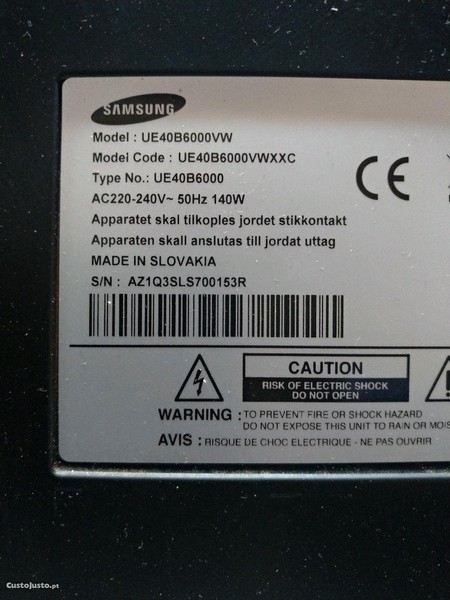 SAMSUNG
Model : UE40B6000VW
Model Code : UE40B6000VWXXC
Type No.: UE40B6000
AC220-240V~ 50Hz 140W
Apparatet skal tilkoples jordet stikkontakt
Apparaten skall anslutas till jordat uttag
MADE IN SLOVAKIA
S/N : AZ1Q3SLS700153R
CE
CAUTION
RISK OF ELECTRIC SHOCK
DO NOT OPEN
WARNING : TO PREVENT FIRE OR SHOCK HAZARD
DO NOT EXPOSE THIS UNIT TO RAIN OR MOIS
AVIS : RISQUE DE CHOC ELECTRIQUE - NE PAS OUVRIR
CustoJusto.pt